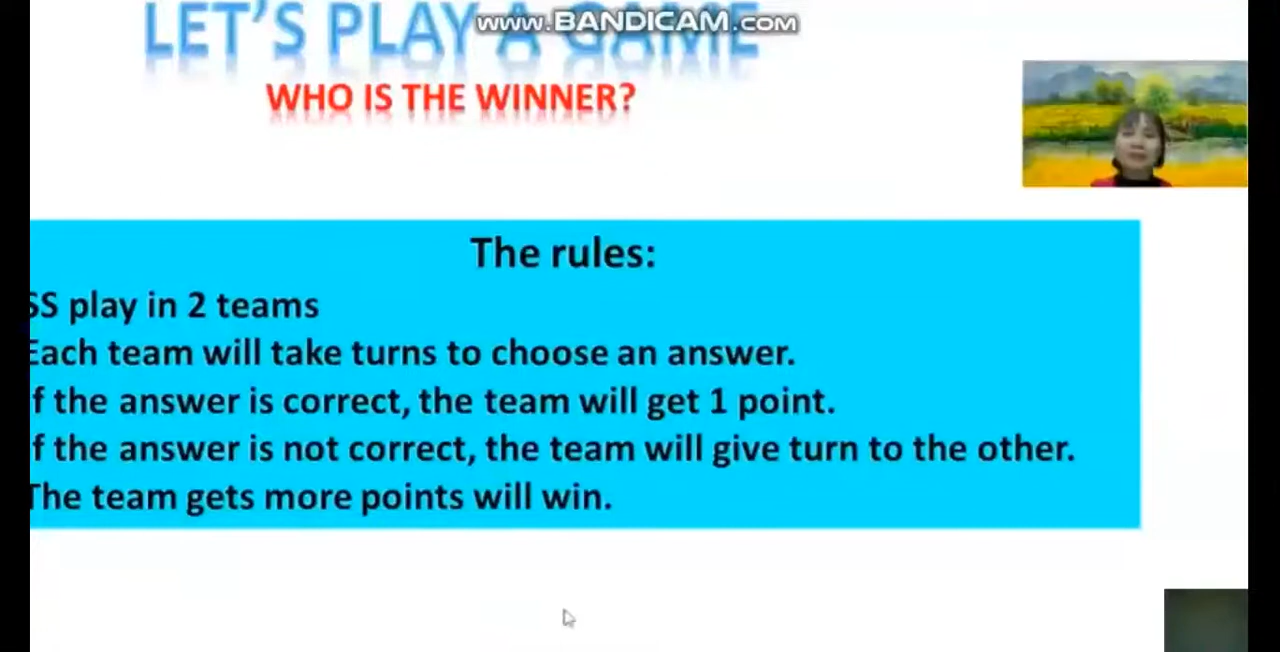 LET'S PLAY A GAME
www.BANDICAM.com
WHO IS THE WINNER?
The rules:
SS play in 2 teams
Each team will take turns to choose an answer.
If the answer is correct, the team will get 1 point.
If the answer is not correct, the team will give turn to the other.
The team gets more points will win.